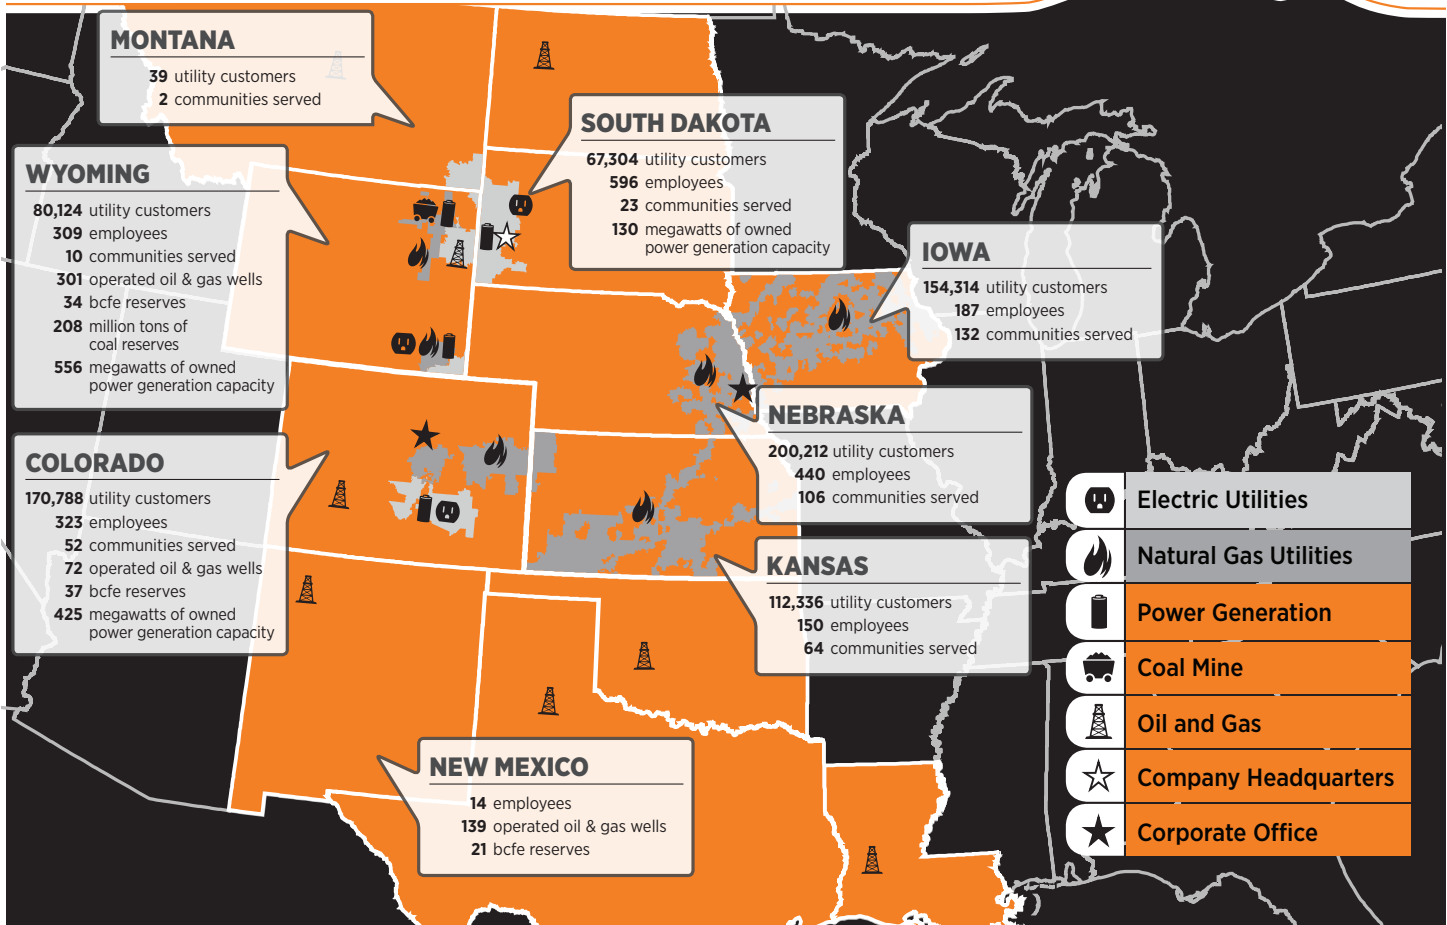 MONTANA
39 utility customers
2 communities served
SOUTH DAKOTA
67,304 utility customers
596 employees
23 communities served
130 megawatts of owned
power generation capacity
WYOMING
80,124 utility customers
309 employees
10 communities served
301 operated oil & gas wells
34 bcfe reserves
208 million tons of
coal reserves
556 megawatts of owned
power generation capacity
IOWA
154,314 utility customers
187 employees
132 communities served
NEBRASKA
200,212 utility customers
440 employees
106 communities served
COLORADO
170,788 utility customers
323 employees
52 communities served
72 operated oil & gas wells
37 bcfe reserves
425 megawatts of owned
power generation capacity
KANSAS
112,336 utility customers
150 employees
64 communities served
NEW MEXICO
14 employees
139 operated oil & gas wells
21 bcfe reserves
Electric Utilities
Natural Gas Utilities
Power Generation
Coal Mine
Oil and Gas
Company Headquarters
Corporate Office